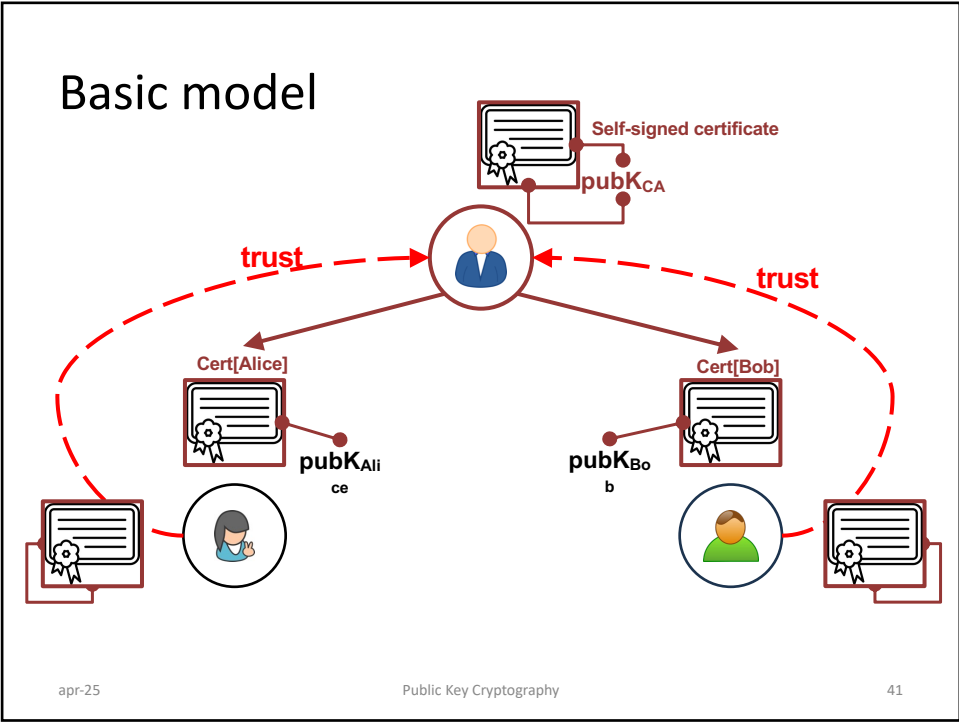 Basic model
Self-signed certificate
pubKCA
trust
trust
Cert[Alice]
Cert[Bob]
pubKAli
ce
pubKBo
b
apr-25
Public Key Cryptography
41